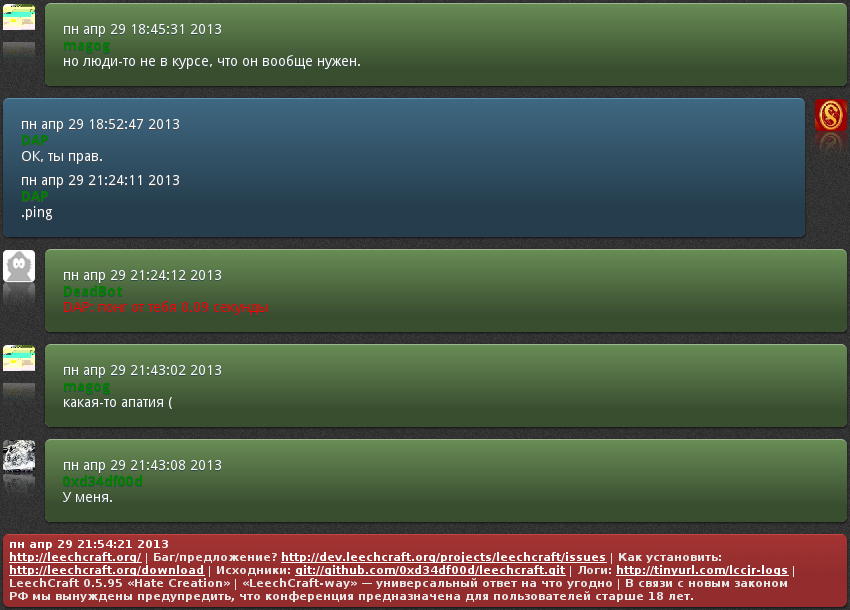 пн апр 29 18:45:31 2013
magog
но люди-то не в курсе, что он вообще нужен.
пн апр 29 18:52:47 2013
DAP
ОК, ты прав.
пн апр 29 21:24:11 2013
DAP
.ping
пн апр 29 21:24:12 2013
DeadBot
DAP: понг от тебя 0.09 секунды
пн апр 29 21:43:02 2013
magog
какая-то апатия (
пн апр 29 21:43:08 2013
0xd34df00d
У меня.
пн апр 29 21:54:21 2013
http://leechcraft.org/ | Баг/предложение? http://dev.leechcraft.org/projects/leechcraft/issues | Как установить:
http://leechcraft.org/download | Исходники: git://github.com/0xd34df00d/leechcraft.git | Логи: http://tinyurl.com/lccjr-logs |
LeechCraft 0.5.95 «Hate Creation» | «LeechCraft-way» — универсальный ответ на что угодно | В связи с новым законом
РФ мы вынуждены предупредить, что конференция предназначена для пользователей старше 18 лет.